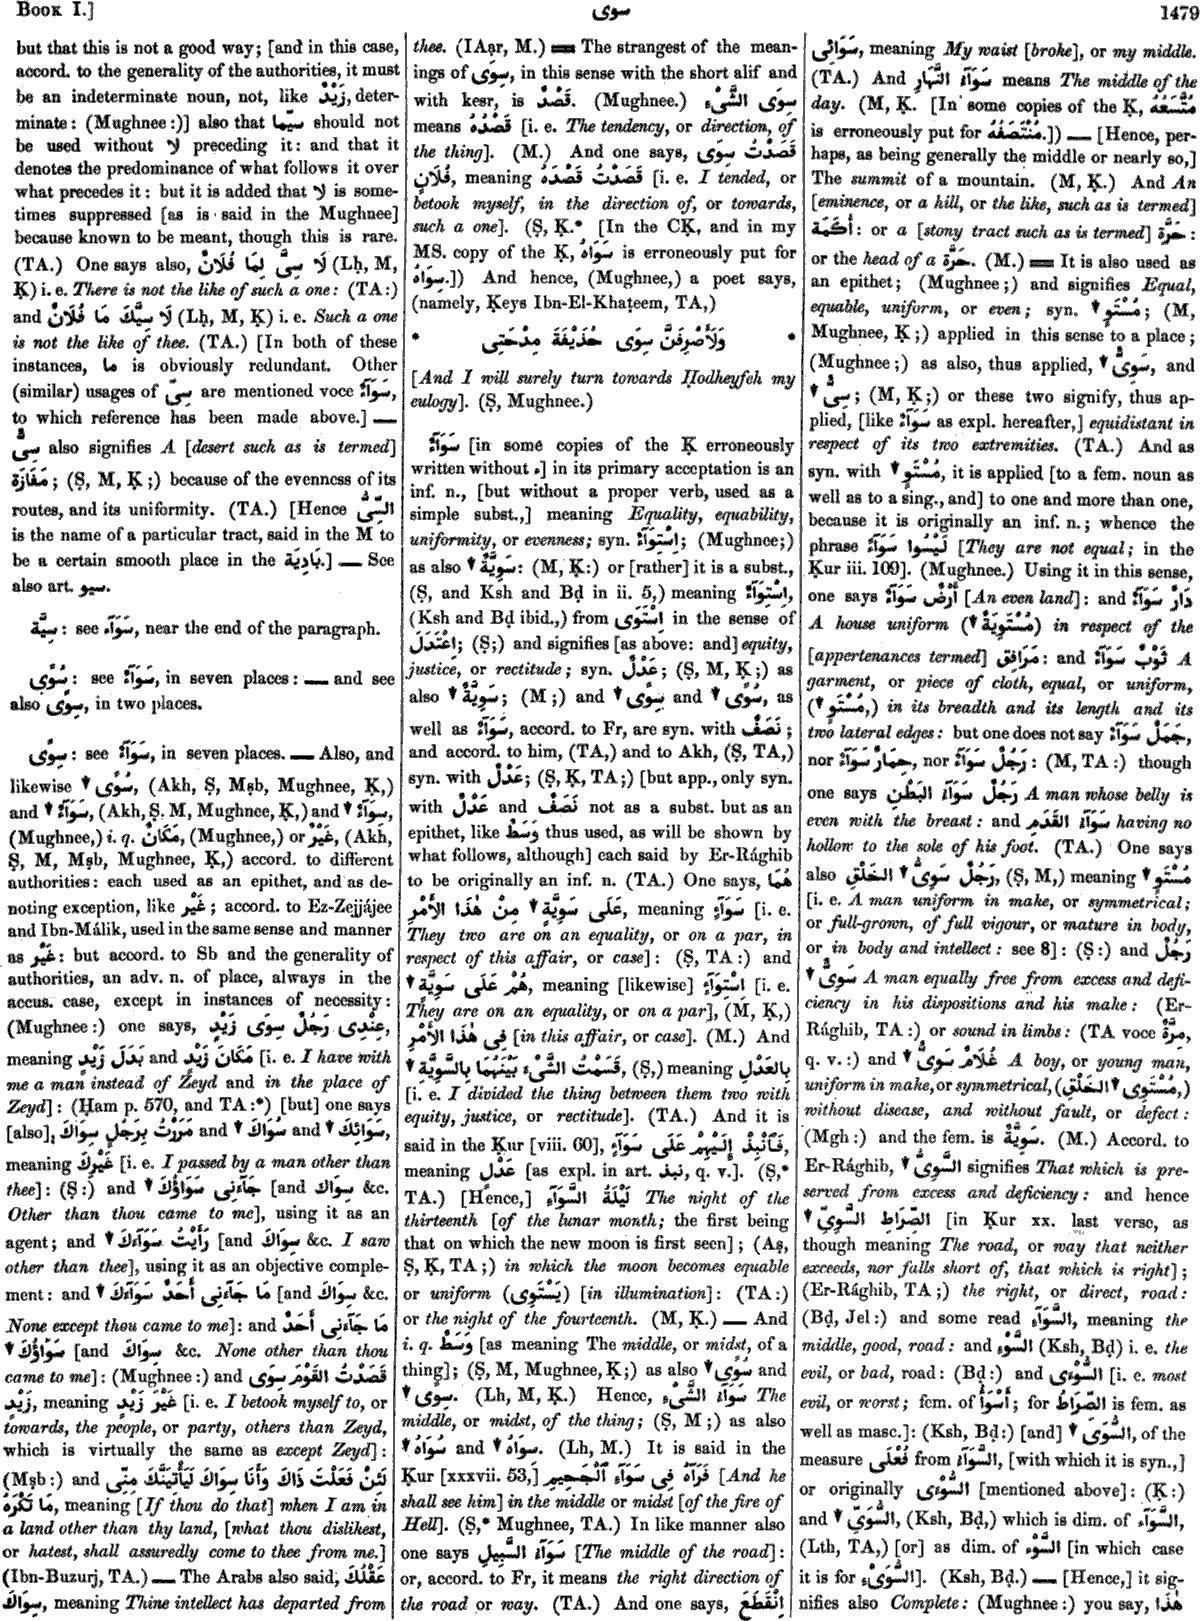 Book I.]
سوى
1479
but that this is not a good way; [and in this case,
accord. to the generality of the authorities, it must
be an indeterminate noun, not, like زَيْدٌ, deter-
minate: (Mughnee:)] also that سِيَّمَا should not
be used without لَا preceding it: and that it
denotes the predominance of what follows it over
what precedes it: but it is added that لا is some-
times suppressed [as is said in the Mughnee]
because known to be meant, though this is rare.
(TA.) One says also, لَا سِىَّ لِمَا فُلَانٌ (Lḥ, M,
Ḳ) i. e. There is not the like of such a one: (TA:)
and لَا سِيَّكَ مَا فُلَانٌ (Lḥ, M, Ḳ) i. e. Such a one
is not the like of thee. (TA.) [In both of these
instances, ما is obviously redundant. Other
(similar) usages of سِىّ are mentioned voce سَوَآءٌ,
to which reference has been made above.] —
سِىٌّ also signifies A [desert such as is termed]
مَفَازَة; (Ṣ, M, Ḳ;) because of the evenness of its
routes, and its uniformity. (TA.) [Hence السِّىُّ
is the name of a particular tract, said in the M to
be a certain smooth place in the بَادِيَة.] — See
also art. سيو.
سِيَّة: see سَوَآء, near the end of the paragraph.
سُوًى: see سَوَآءٌ, in seven places: — and see
also سِوًى, in two places.
سِوًى: see سَوَآءٌ, in seven places. — Also, and
likewise ↓ سُوًى, (Akh, Ṣ, Mṣb, Mughnee, Ḳ,)
and ↓ سَوَآءٌ, (Akh, Ṣ, M, Mughnee, Ḳ,) and ↓ سِوَآءٌ,
(Mughnee,) i. q. مَكَانٌ, (Mughnee,) or غَيْرٌ, (Akh,
Ṣ, M, Mṣb, Mughnee, Ḳ,) accord. to different
authorities: each used as an epithet, and as de-
noting exception, like غَيْر; accord. to Ez-Zejjájee
and Ibn-Málik, used in the same sense and manner
as غَيْرٌ: but accord. to Sb and the generality of
authorities, an adv. n. of place, always in the
accus. case, except in instances of necessity:
(Mughnee:) one says, عِنْدِى رَجُلٌ سِوَى زَيْدٍ,
meaning بَدَلَ زَيْدٍ and مَكَانَ زَيْدٍ [i. e. I have with
me a man instead of Zeyd and in the place of
Zeyd]: (Ḥam p. 570, and TA:*) [but] one says
[also], مَرَرْتُ بِرَجُلٍ سِوَاكَ and ↓ سُوَاكَ and ↓ سَوَائِكَ,
meaning غَيْرِكَ [i. e. I passed by a man other than
thee]: (Ṣ:) and ↓ جَآءَنِى سَوَاؤُكَ [and سِوَاكَ &c.
Other than thou came to me], using it as an
agent; and ↓ رَأَيْتُ سَوَآءَكَ [and سِوَاكَ &c. I saw
other than thee], using it as an objective comple-
ment: and ↓ مَا جَآءَنِى أَحَدٌ سَوَآءَكَ [and سِوَاكَ &c.
None except thou came to me]: and مَا جَآءَنِى أَحَدٌ
↓ سَوَاؤُكَ [and سِوَاكَ &c. None other than thou
came to me]: (Mughnee:) and قَصَدْتُ القَوْمَ سِوَى
زَيْدٍ, meaning غَيْرَ زَيْدٍ [i. e. I betook myself to, or
towards, the people, or party, others than Zeyd,
which is virtually the same as except Zeyd]:
(Mṣb:) and لَئِنْ فَعَلْتَ ذَاكَ وَأَنَا سِوَاكَ لَيَأْتِيَنَّكَ مِنِّى
مَا تَكْرَهُ, meaning [If thou do that] when I am in
a land other than thy land, [what thou dislikest,
or hatest, shall assuredly come to thee from me.]
(Ibn-Buzurj, TA.) — The Arabs also said, عَقْلُكَ
سِوَاكَ, meaning Thine intellect has departed from
thee. (IAạr, M.) ═ The strangest of the mean-
ings of سِوًى, in this sense with the short alif and
with kesr, is قَصْدٌ. (Mughnee.) سِوَى الشَّىْءِ
means قَصْدُهُ [i. e. The tendency, or direction, of
the thing]. (M.) And one says, قَصَدْتُ سِوَى
فُلَانٍ, meaning قَصَدْتُ قَصْدَهُ [i. e. I tended, or
betook myself, in the direction of, or towards,
such a one]. (Ṣ, Ḳ.* [In the CḲ, and in my
MS. copy of the Ḳ, سِوَاهُ is erroneously put for
سِوَاهُ.]) And hence, (Mughnee,) a poet says,
(namely, Ḳeys Ibn-El-Khaṭeem, TA,)
* وَلَأَصْرِفَنَّ سِوَى حُذَيْفَةَ مِدْحَتِى *
[And I will surely turn towards Ḥodheyfeh my
eulogy]. (Ṣ, Mughnee.)
سَوَآءٌ [in some copies of the Ḳ erroneously
written without ء] in its primary acceptation is an
inf. n., [but without a proper verb, used as a
simple subst.,] meaning Equality, equability,
uniformity, or evenness; syn. اِسْتِوَآءٌ; (Mughnee;)
as also ↓ سَوِيَّةٌ: (M, Ḳ:) or [rather] it is a subst.,
(Ṣ, and Ksh and Bḍ in ii. 5,) meaning اِسْتِوَآءٌ,
(Ksh and Bḍ ibid.,) from اِسْتَوَى in the sense of
اِعْتَدَلَ; (Ṣ;) and signifies [as above: and] equity,
justice, or rectitude; syn. عَدْلٌ; (Ṣ, M, Ḳ;) as
also ↓ سَوِيَّةٌ; (M;) and ↓ سِوًى and ↓ سُوًى, as
well as سَوَآءٌ, accord. to Fr, are syn. with نَصَفٌ;
and accord. to him, (TA,) and to Akh, (Ṣ, TA,)
syn. with عَدْلٌ; (Ṣ, Ḳ, TA;) [but app., only syn.
with عَدْلٌ and نَصَفٌ not as a subst. but as an
epithet, like وَسَطٌ thus used, as will be shown by
what follows, although] each said by Er-Rághib
to be originally an inf. n. (TA.) One says, هُمَا
عَلَى سَوِيَّةٍ ↓ مِنْ هٰذَا الأَمْرِ, meaning سَوَآءٍ [i. e.
They two are on an equality, or on a par, in
respect of this affair, or case]: (Ṣ, TA:) and
↓ هُمْ عَلَى سَوِيَّةٍ, meaning [likewise] اسْتِوَآءٍ [i. e.
They are on an equality, or on a par], (M, Ḳ,)
فِى هٰذَا الأَمْرِ [in this affair, or case]. (M.) And
↓ قَسَمْتُ الشَّىْءَ بَيْنَهُمَا بِالسَّوِيَّةِ, (Ṣ,) meaning بِالعَدْلِ
[i. e. I divided the thing between them two with
equity, justice, or rectitude]. (TA.) And it is
said in the Ḳur [viii. 60], فَٱنْبِذْ إِلَيْهِمْ عَلَى سَوَآءٍ,
meaning عَدْلٍ [as expl. in art. نبذ, q. v.]. (Ṣ,*
TA.) [Hence,] لَيْلَةُ السَّوَآءِ The night of the
thirteenth [of the lunar month; the first being
that on which the new moon is first seen]; (Aṣ,
Ṣ, Ḳ, TA;) in which the moon becomes equable
or uniform (يَسْتَوِى) [in illumination]: (TA:)
or the night of the fourteenth. (M, Ḳ.) — And
i. q. وَسَطٌ [as meaning The middle, or midst, of a
thing]; (Ṣ, M, Mughnee, Ḳ;) as also ↓ سُوًى and
↓ سِوًى. (Lh, M, Ḳ.) Hence, سَوَآءُ الشَّىْءِ The
middle, or midst, of the thing; (Ṣ, M;) as also
↓ سُوَاهُ and ↓ سِوَاهُ. (Lh, M.) It is said in the
Ḳur [xxxvii. 53,] فَرَآهُ فِى سَوَآءِ ٱلْجَحِيمِ [And he
shall see him] in the middle or midst [of the fire of
Hell]. (Ṣ,* Mughnee, TA.) In like manner also
one says سَوَآءُ السَّبِيلِ [The middle of the road]:
or, accord. to Fr, it means the right direction of
the road or way. (TA.) And one says, اِنْقَطَعَ
سَوَائِى, meaning My waist [broke], or my middle.
(TA.) And سَوَآءُ النَّهَارِ means The middle of the
day. (M, Ḳ. [In some copies of the Ḳ, مُتَّسَعُهُ
is erroneously put for مُنْتَصَفُهُ.]) — [Hence, per-
haps, as being generally the middle or nearly so,]
The summit of a mountain. (M, Ḳ.) And An
[eminence, or a hill, or the like, such as is termed]
أَكَمَة: or a [stony tract such as is termed] حَرَّة:
or the head of a حَرَّة. (M.) ═ It is also used as
an epithet; (Mughnee;) and signifies Equal,
equable, uniform, or even; syn. ↓ مُسْتَوٍ; (M,
Mughnee, Ḳ;) applied in this sense to a place;
(Mughnee;) as also, thus applied, ↓ سَوِىٌّ, and
↓ سِىٌّ; (M, Ḳ;) or these two signify, thus ap-
plied, [like سَوَآءٌ as expl. hereafter,] equidistant in
respect of its two extremities. (TA.) And as
syn. with ↓ مُسْتَوٍ, it is applied [to a fem. noun as
well as to a sing., and] to one and more than one,
because it is originally an inf. n.; whence the
phrase لَيْسُوا سَوَآءً [They are not equal; in the
Ḳur iii. 109]. (Mughnee.) Using it in this sense,
one says أَرْضٌ سَوَآءٌ [An even land]: and دَارٌ سَوَآءٌ
A house uniform (↓ مُسْتَوِيَةٌ) in respect of the
[appertenances termed] مَرَافِق: and ثَوْبٌ سَوَآءٌ A
garment, or piece of cloth, equal, or uniform,
(↓ مُسْتَوٍ,) in its breadth and its length and its
two lateral edges: but one does not say جَمَلٌ سَوَآءٌ,
nor حِمَارٌ سَوَآءٌ, nor رَجُلٌ سَوَآءٌ: (M, TA:) though
one says رَجُلٌ سَوَآءُ البَطْنِ A man whose belly is
even with the breast: and سَوَآءُ القَدَمِ having no
hollow to the sole of his foot. (TA.) One says
also رَجُلٌ سَوِىُّ ↓ الخَلْقِ, (Ṣ, M,) meaning ↓ مُسْتَوٍ
[i. e. A man uniform in make, or symmetrical;
or full-grown, of full vigour, or mature in body,
or in body and intellect: see 8]: (Ṣ:) and رَجُلٌ
↓ سَوِىٌّ A man equally free from excess and defi-
ciency in his dispositions and his make: (Er-
Rághib, TA:) or sound in limbs: (TA voce مِرَّةٌ,
q. v.:) and ↓ غُلَامٌ سَوِىٌّ A boy, or young man,
uniform in make, or symmetrical, (مُسْتَوِى ↓ الخَلْقِ,)
without disease, and without fault, or defect:
(Mgh:) and the fem. is سَوِيَّةٌ. (M.) Accord. to
Er-Rághib, ↓ السَّوِىُّ signifies That which is pre-
served from excess and deficiency: and hence
↓ الصِّرَاطِ السَّوِىِّ [in Ḳur xx. last verse, as
though meaning The road, or way that neither
exceeds, nor falls short of, that which is right];
(Er-Rághib, TA;) the right, or direct, road:
(Bḍ, Jel:) and some read السَّوَآءِ, meaning the
middle, good, road: and السَّوْءِ (Ksh, Bḍ) i. e. the
evil, or bad, road: (Bḍ:) and السُّوْءَى [i. e. most
evil, or worst; fem. of أَسْوَأُ; for الصِّرَاطُ is fem. as
well as masc.]: (Ksh, Bḍ:) [and] ↓ السُّوَّى, of the
measure فُعْلَى from السَّوَآءُ, [with which it is syn.,]
or originally السُّوْءَى [mentioned above]: (Ḳ:)
and ↓ السُّوَىِّ, (Ksh, Bḍ,) which is dim. of السَّوَآء,
(Lth, TA,) [or] as dim. of السَّوْء [in which case
it is for السُّوَىْء]. (Ksh, Bḍ.) — [Hence,] it sig-
nifies also Complete: (Mughnee:) you say, هٰذَا